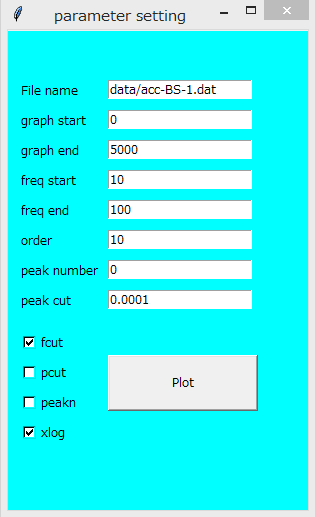 parameter setting
File name data/acc-BS-1.dat
graph start 0
graph end 5000
freq start 10
freq end 100
order 10
peak number 0
peak cut 0.0001
fcut
pcut
Plot
peakn
xlog